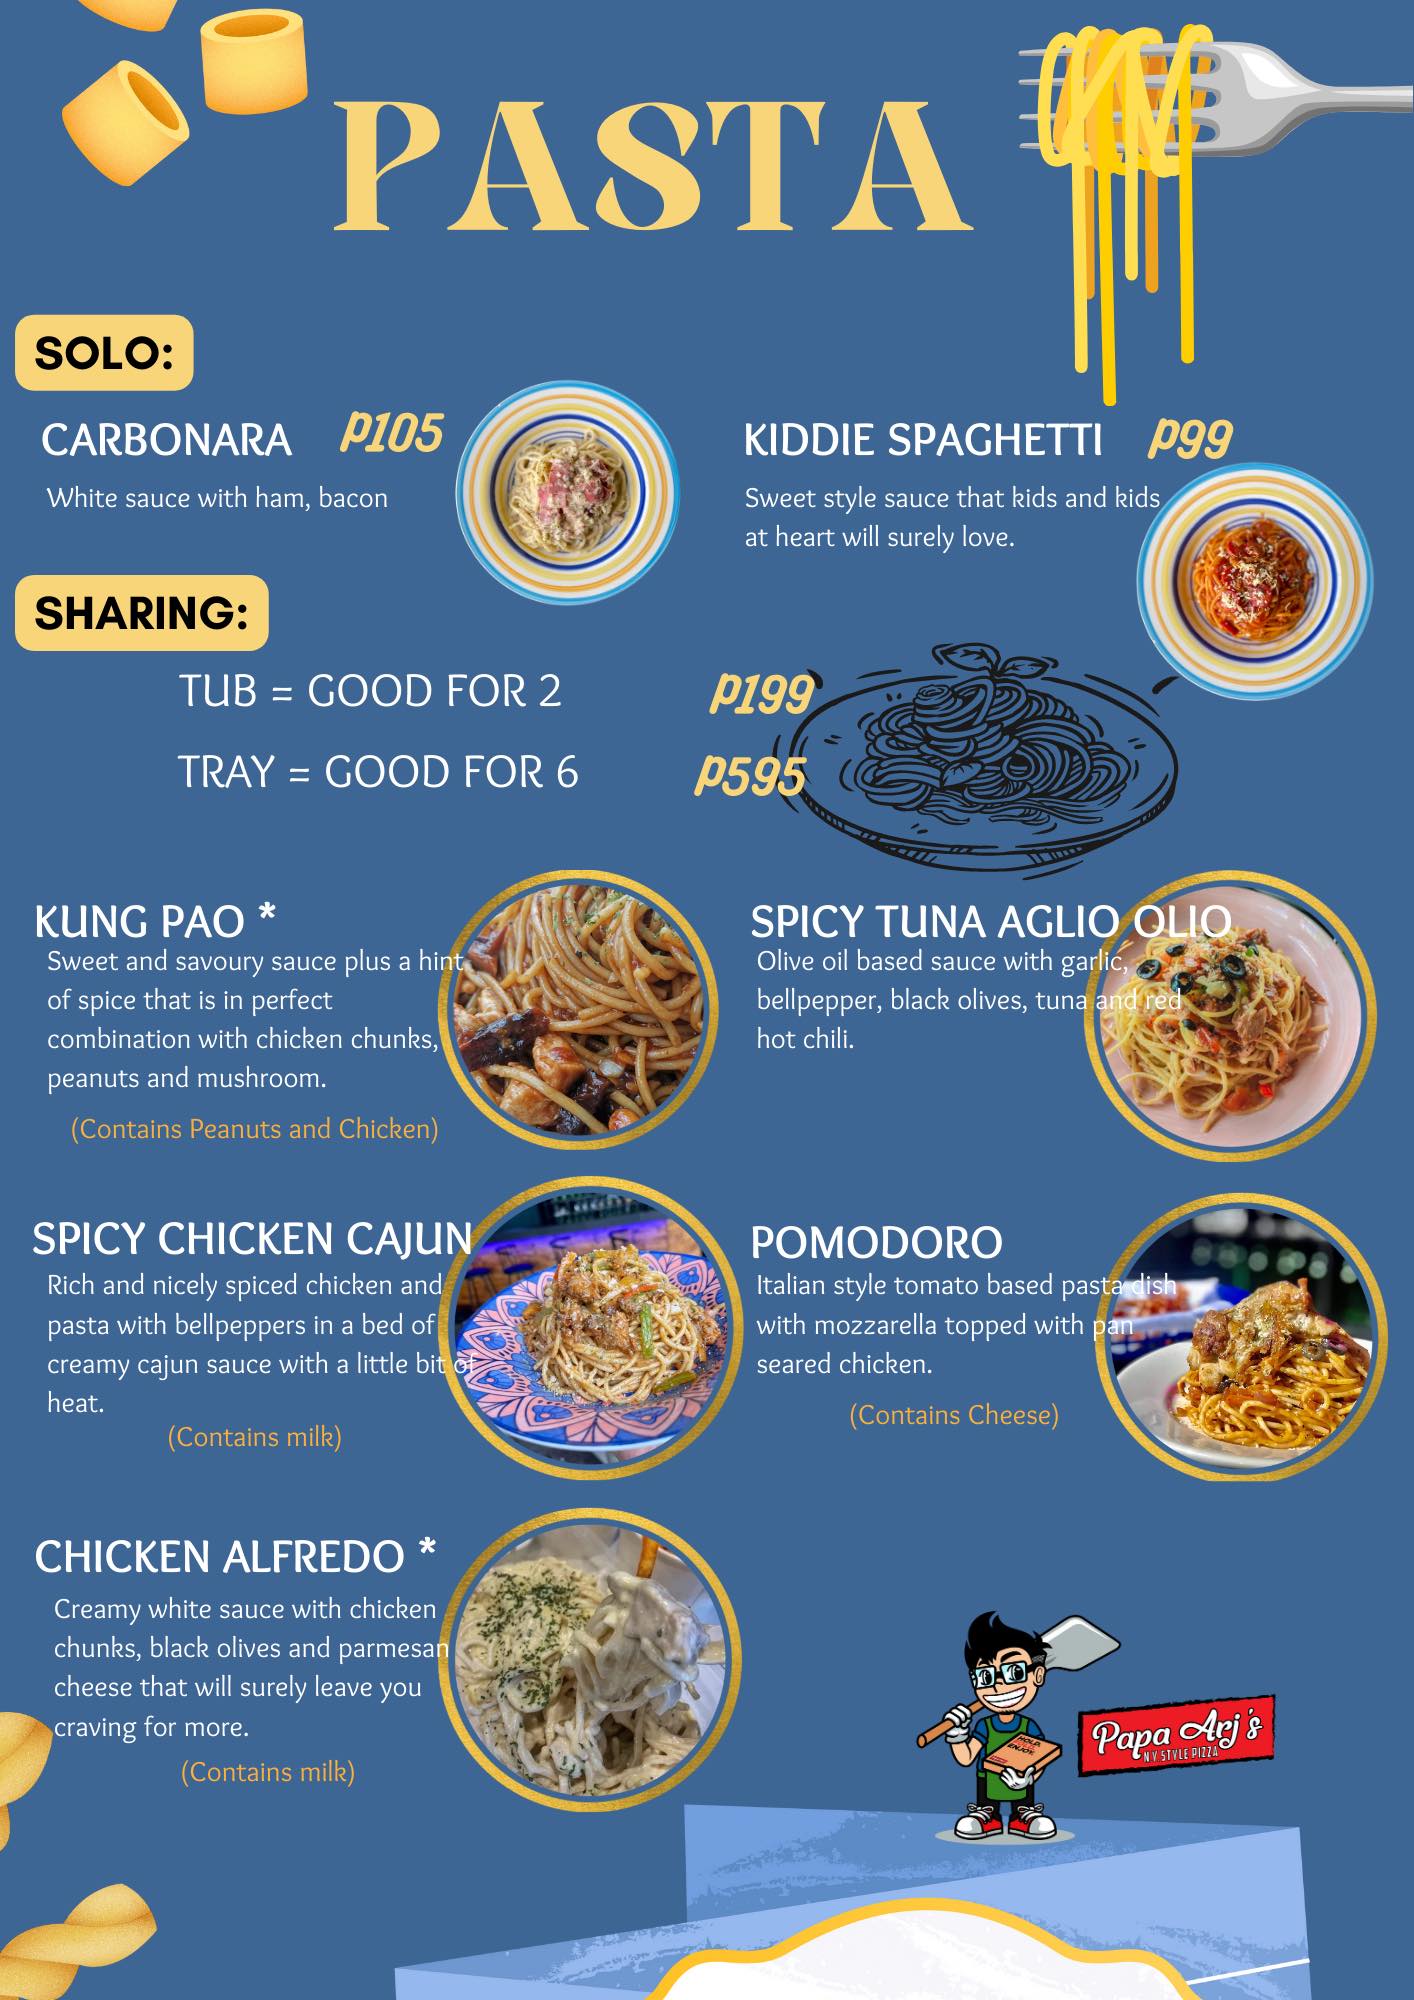 PASTA
SOLO:
CARBONARA P105
White sauce with ham, bacon
KIDDIE SPAGHETTI P99
Sweet style sauce that kids and kids
at heart will surely love.
SHARING:
TUB = GOOD FOR 2 P199
TRAY = GOOD FOR 6 P595
KUNG PAO *
Sweet and savoury sauce plus a hint
of spice that is in perfect
combination with chicken chunks,
peanuts and mushroom.
(Contains Peanuts and Chicken)
SPICY TUNA AGLIO OLIO
Olive oil based sauce with garlic,
bellpepper, black olives, tuna and red
hot chili.
SPICY CHICKEN CAJUN
Rich and nicely spiced chicken and
pasta with bellpeppers in a bed of
creamy cajun sauce with a little bit of
heat.
(Contains milk)
POMODORO
Italian style tomato based pasta dish
with mozzarella topped with pan
seared chicken.
(Contains Cheese)
CHICKEN ALFREDO *
Creamy white sauce with chicken
chunks, black olives and parmesan
cheese that will surely leave you
craving for more.
(Contains milk)
Papa Arj's
N.Y STYLE PIZZA